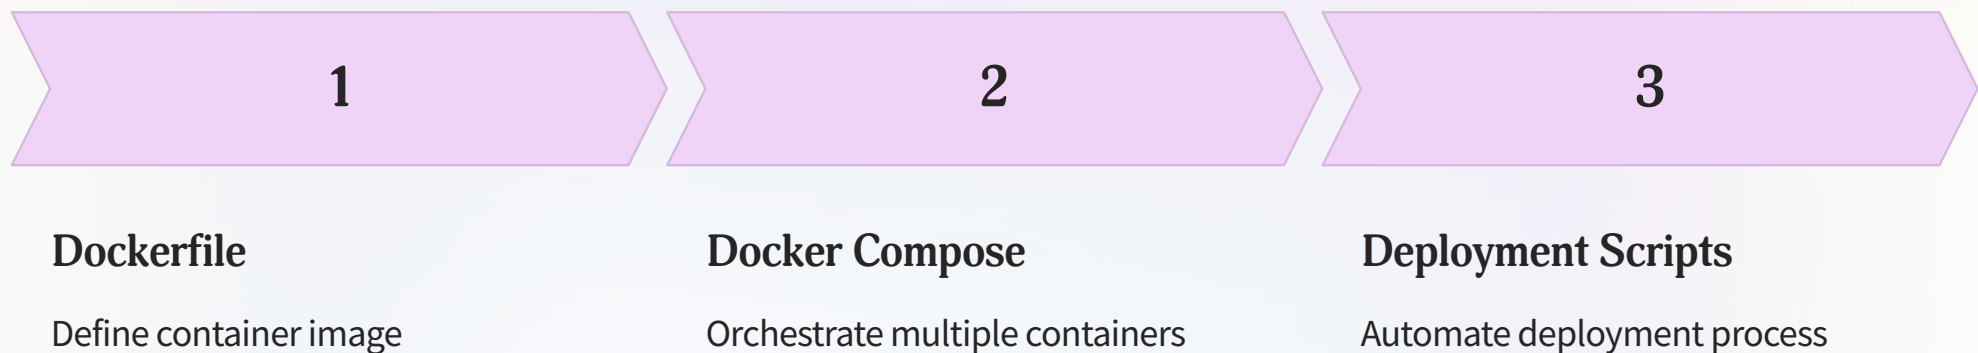 1
2
3
Dockerfile
Define container image
Docker Compose
Orchestrate multiple containers
Deployment Scripts
Automate deployment process